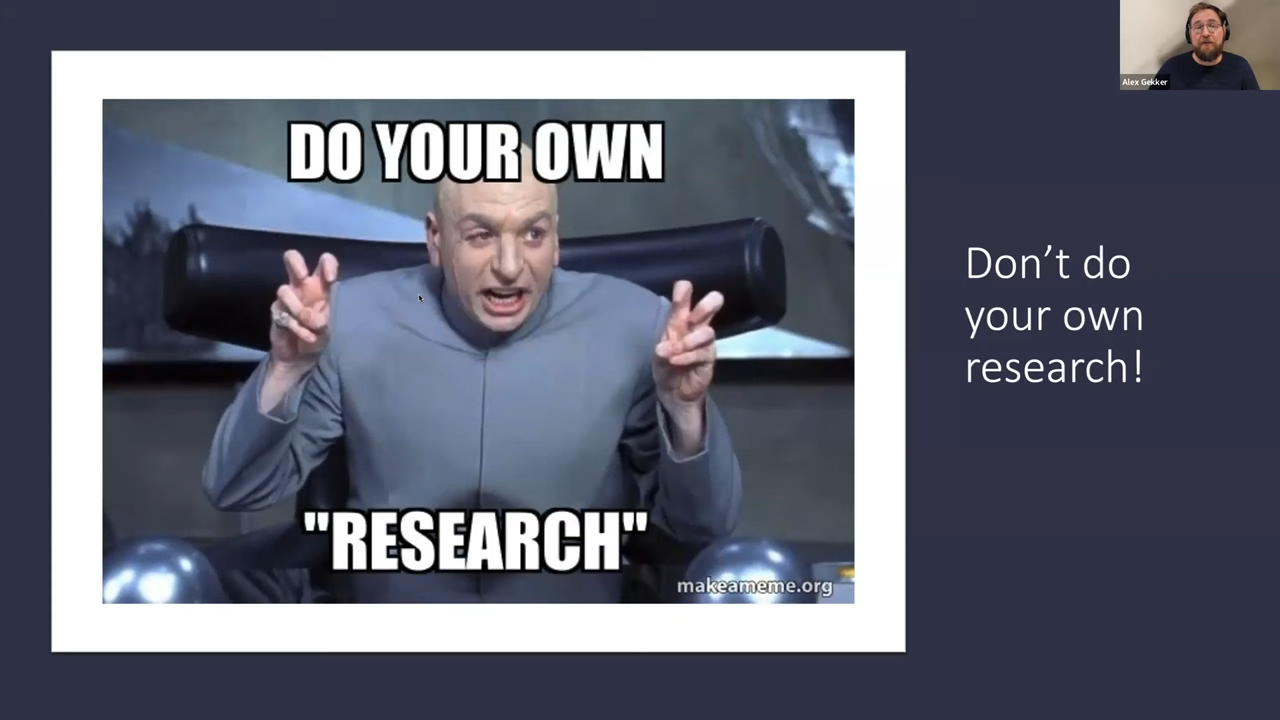 Alex Gekker
DO YOUR OWN
"RESEARCH"
makeameme.org
Don't do
your own
research!